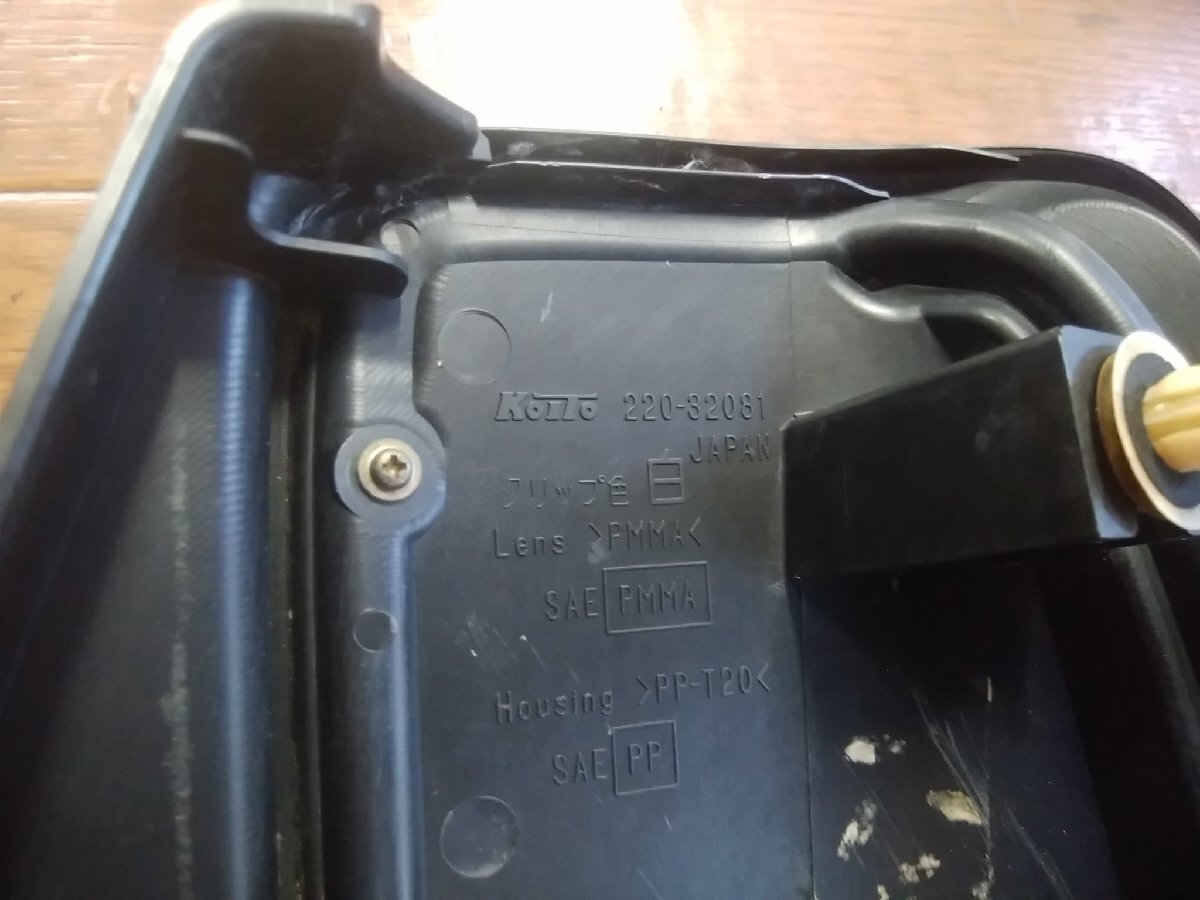 KOITO 220-32081
JAPAN
クリップ色 白
Lens >PMMA<
SAE PMMA
Housing >PP-T20<
SAE PP